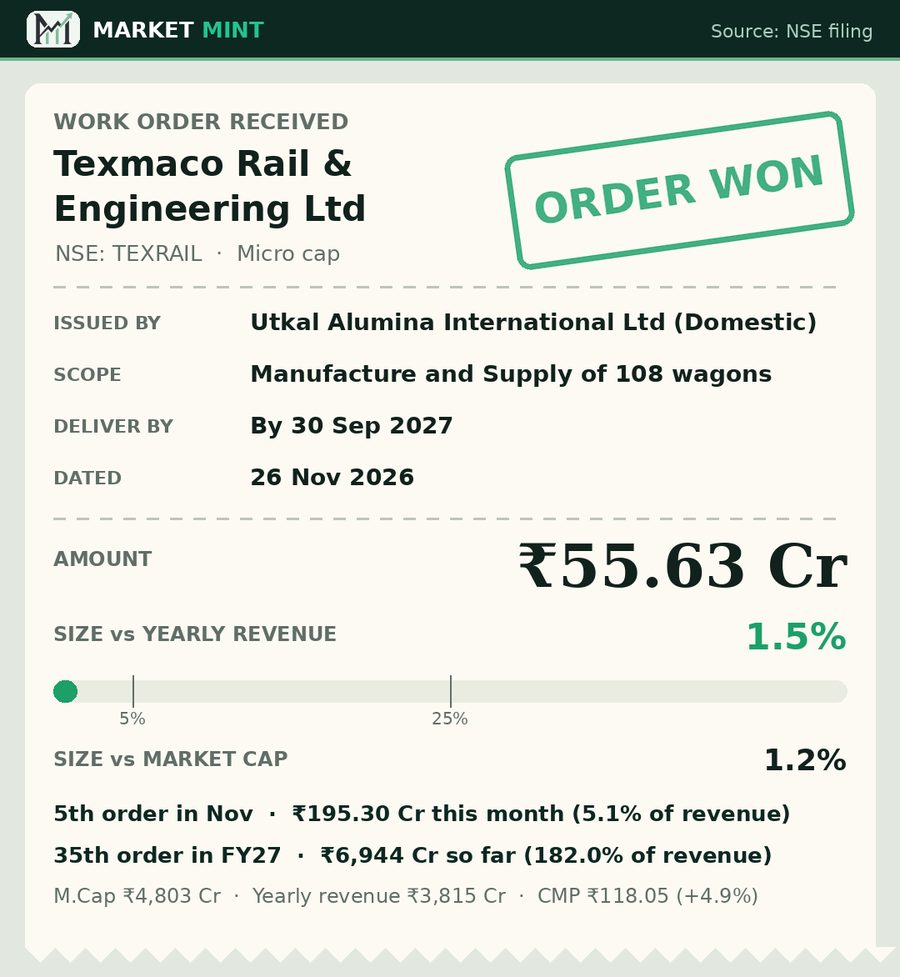 MARKET MINT
Source: NSE filing
WORK ORDER RECEIVED
Texmaco Rail &
Engineering Ltd
ORDER WON
NSE: TEXRAIL · Micro cap
ISSUED BY Utkal Alumina International Ltd (Domestic)
SCOPE Manufacture and Supply of 108 wagons
DELIVER BY By 30 Sep 2027
DATED 26 Nov 2026
AMOUNT ₹55.63 Cr
SIZE vs YEARLY REVENUE 1.5%
5% 25%
SIZE vs MARKET CAP 1.2%
5th order in Nov · ₹195.30 Cr this month (5.1% of revenue)
35th order in FY27 · ₹6,944 Cr so far (182.0% of revenue)
M.Cap ₹4,803 Cr · Yearly revenue ₹3,815 Cr · CMP ₹118.05 (+4.9%)